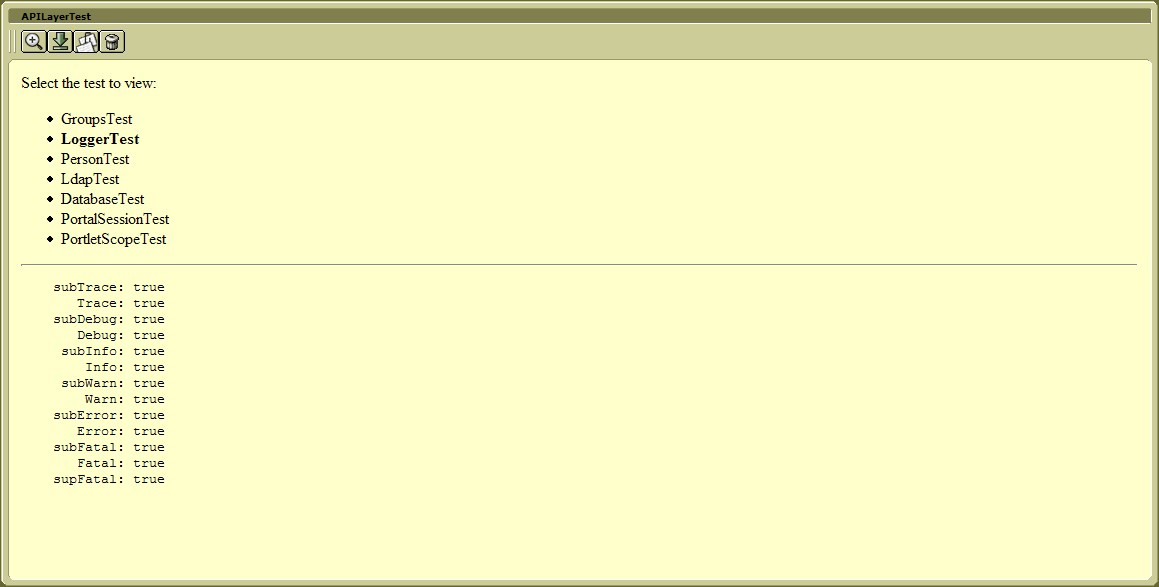 APILayerTest
Select the test to view:
GroupsTest
LoggerTest
PersonTest
LdapTest
DatabaseTest
PortalSessionTest
PortletScopeTest
subTrace: true
Trace: true
subDebug: true
Debug: true
subInfo: true
Info: true
subWarn: true
Warn: true
subError: true
Error: true
subFatal: true
Fatal: true
supFatal: true